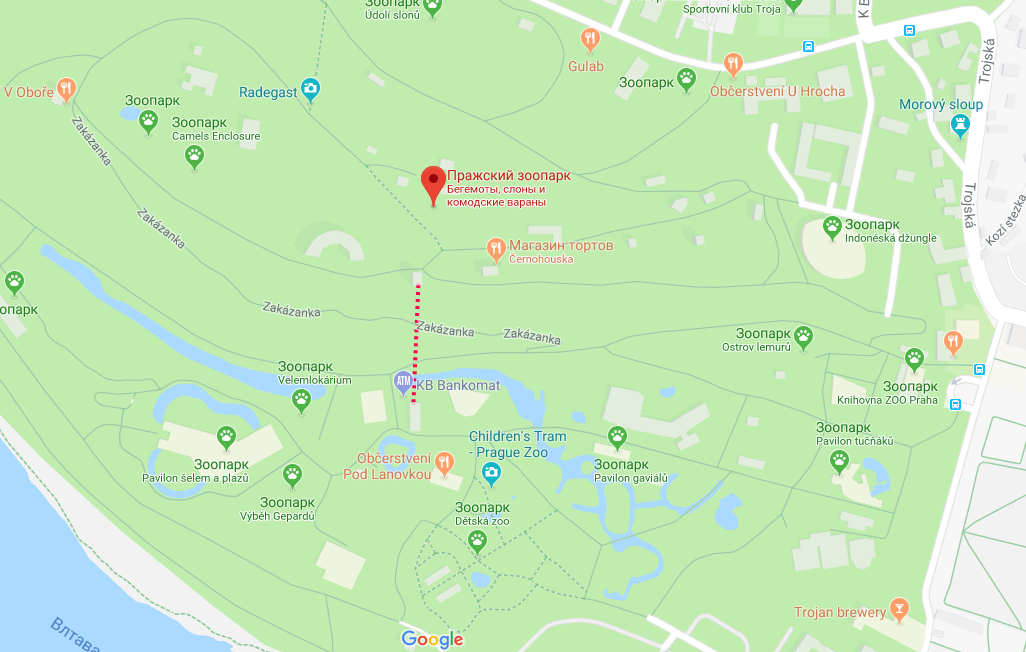 Зоопарк
Údolí slonů
Sportovní klub Troja
K B
Trojská
Gulab
Зоопарк
Občerstvení U Hrocha
V Oboře
Radegast
Зоопарк
Зоопарк
Camels Enclosure
Morový sloup
Zakázanka
Пражский зоопарк
Бегемоты, слоны и
комодские вараны
Trojská
Kozí stezka
Zakázanka
Зоопарк
Indonéská džungle
Магазин тортов
Černohouska
опарк
Zakázanka
Zakázanka
Zakázanka
Зоопарк
Ostrov lemurů
Зоопарк
Velemlokárium
ATM
KB Bankomat
Зоопарк
Knihovna ZOO Praha
Зоопарк
Pavilon tučňáků
Children's Tram
- Prague Zoo
Občerstvení
Pod Lanovkou
Зоопарк
Pavilon šelem a plazů
Зоопарк
Pavilon gaviálů
Зоопарк
Výběh Gepardů
Зоопарк
Dětská zoo
Trojan brewery
Влтава
Google